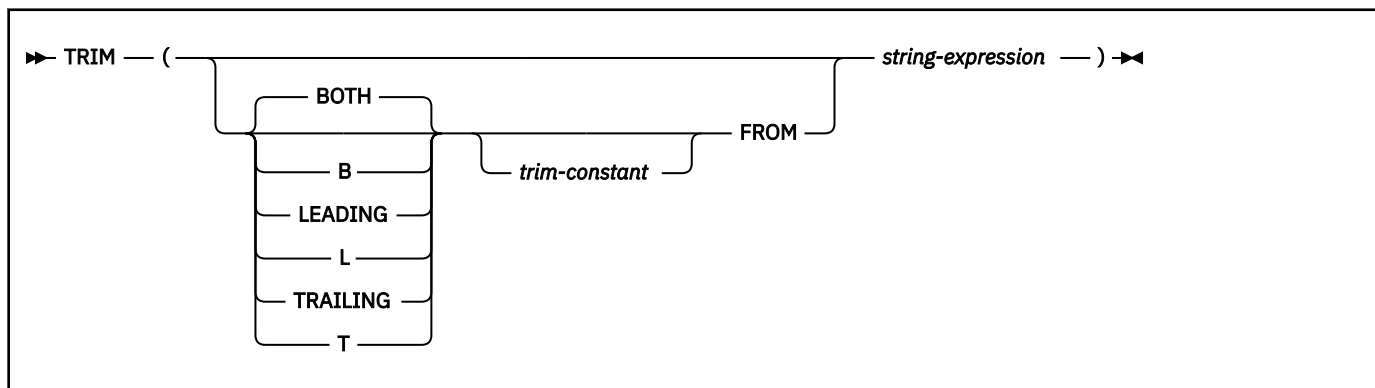 TRIM ( string-expression )
BOTH
FROM
B
trim-constant
LEADING
L
TRAILING
T